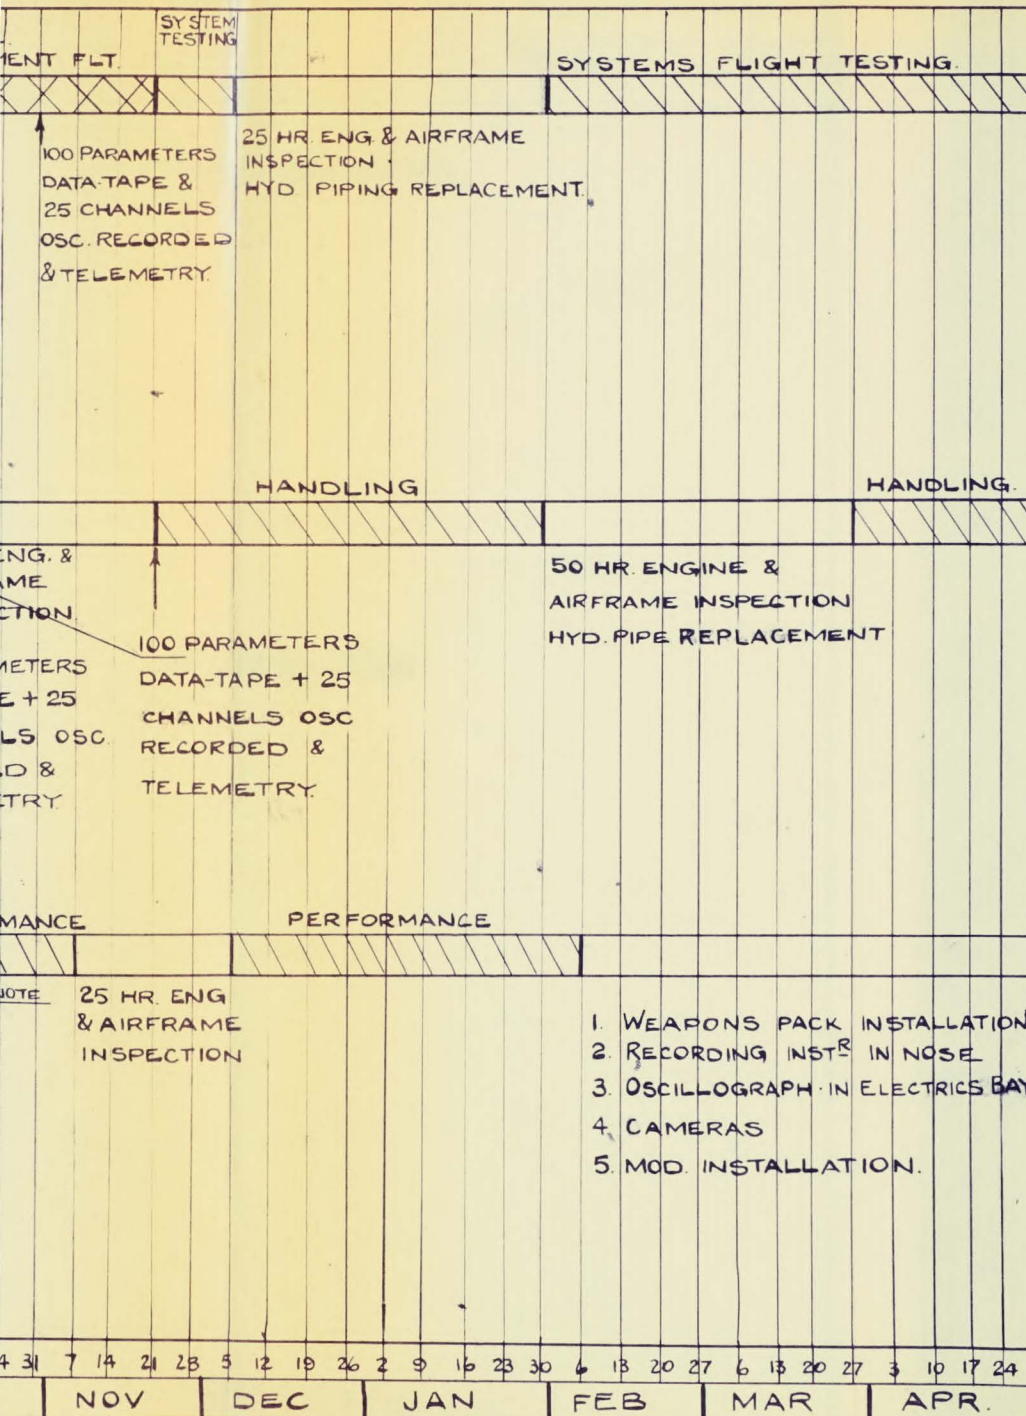 SYSTEM
TESTING
MENT FLT.
SYSTEMS FLIGHT TESTING.
100 PARAMETERS
DATA-TAPE &
25 CHANNELS
OSC. RECORDED
& TELEMETRY.
25 HR. ENG. & AIRFRAME
INSPECTION.
HYD PIPING REPLACEMENT.
HANDLING
HANDLING.
ENG. &
AME
CTION.
METERS
E + 25
LS OSC.
ED &
ETRY
100 PARAMETERS
DATA-TAPE + 25
CHANNELS OSC
RECORDED &
TELEMETRY.
50 HR. ENGINE &
AIRFRAME INSPECTION
HYD. PIPE REPLACEMENT
MANCE
PERFORMANCE
NOTE
25 HR. ENG
& AIRFRAME
INSPECTION
1. WEAPONS PACK INSTALLATION
2. RECORDING INSTR IN NOSE
3. OSCILLOGRAPH IN ELECTRICS BAY
4. CAMERAS
5. MOD. INSTALLATION.
4 31 7 14 21 28 5 12 19 26 2 9 16 23 30 6 13 20 27 6 13 20 27 3 10 17 24
NOV DEC JAN FEB MAR APR.